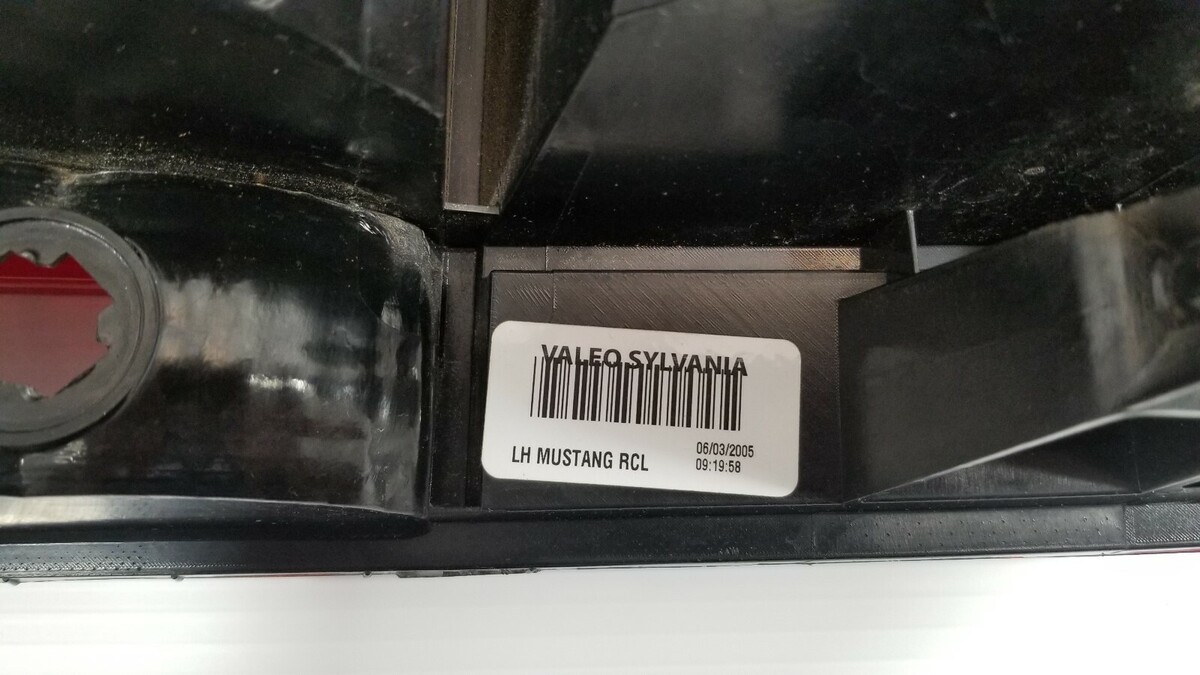 VALEO SYLVANIA
LH MUSTANG RCL
06/03/2005
09:19:58